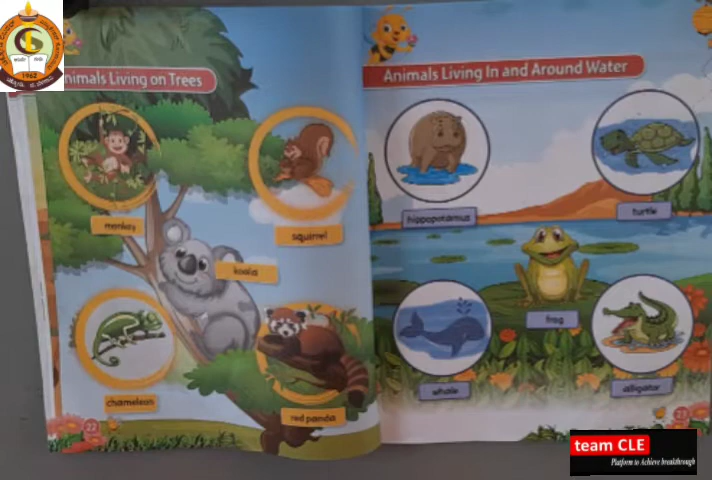 1962
nimals Living on Trees
monkey
squirrel
koala
chameleon
red panda
22
Animals Living In and Around Water
hippopotamus
turtle
frog
whale
alligator
23
team CLE
Platform to Achieve breakthrough